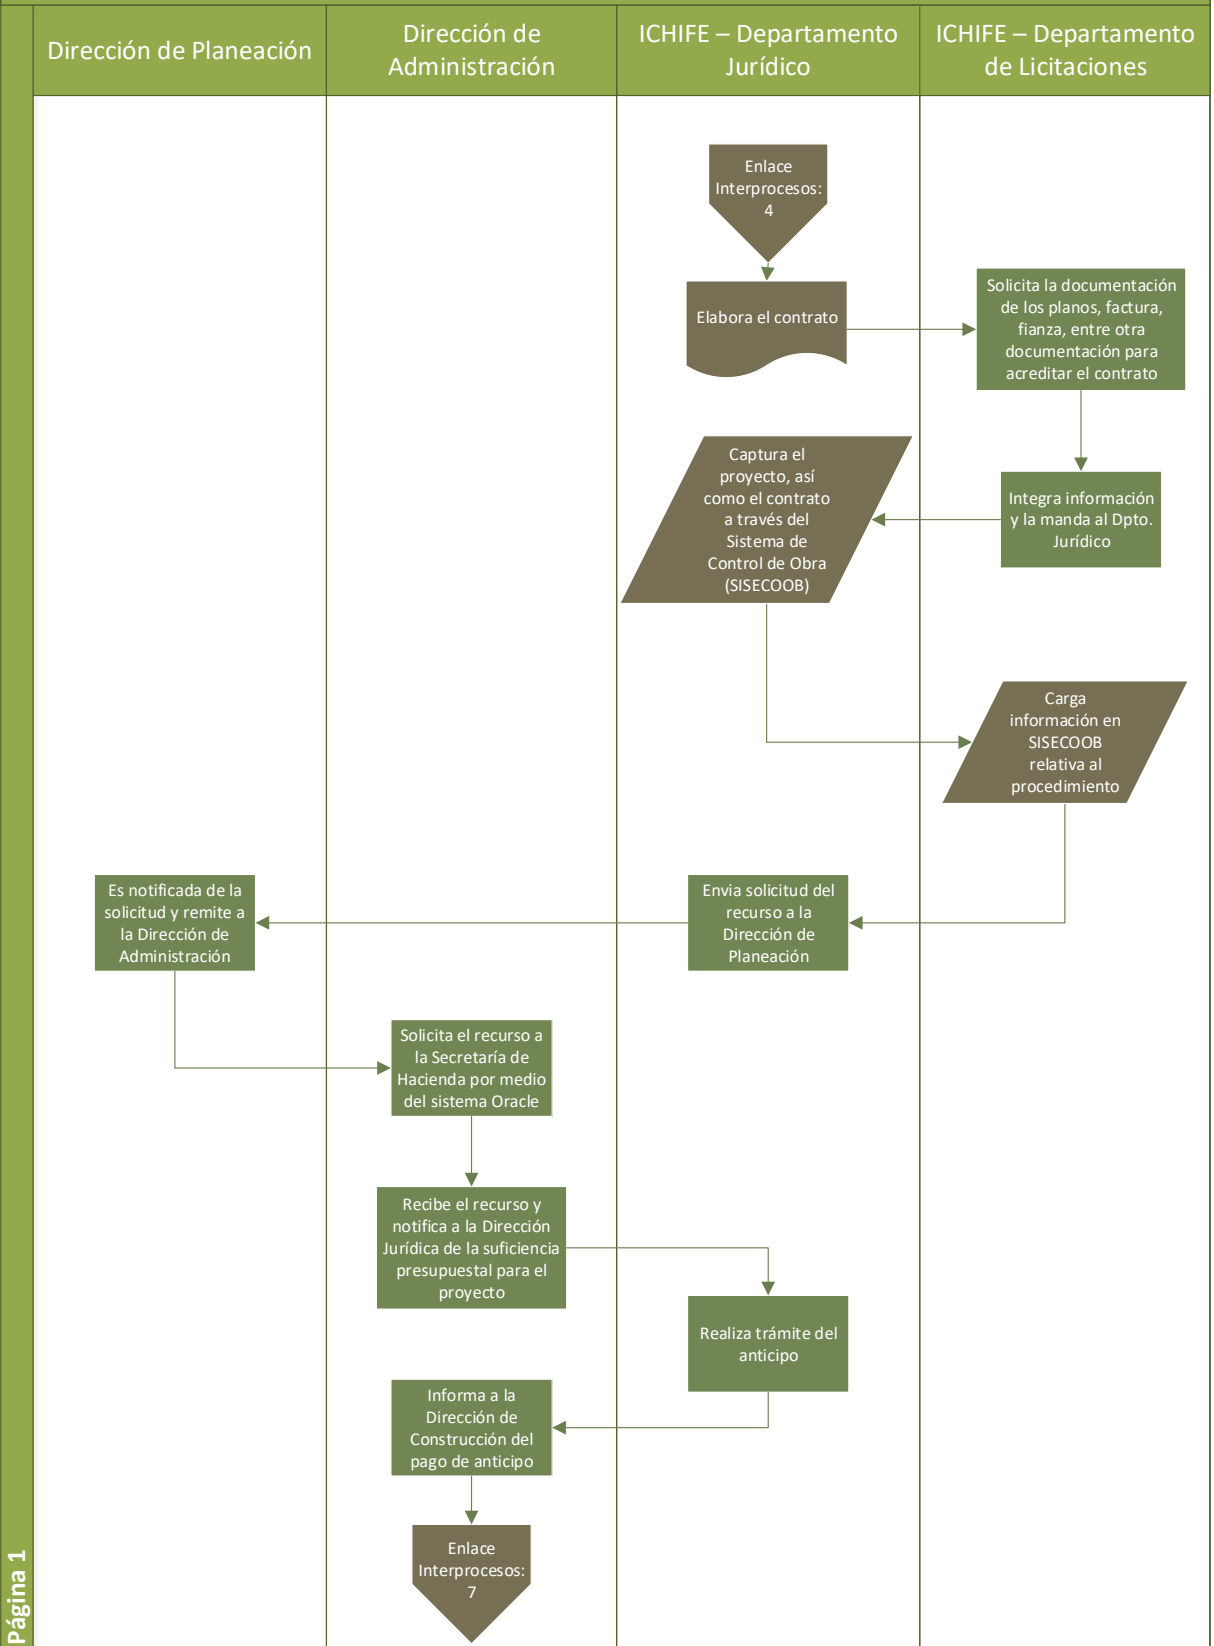 Dirección de Planeación
Dirección de
Administración
ICHIFE – Departamento
Jurídico
ICHIFE – Departamento
de Licitaciones
Enlace
Interprocesos:
4
Elabora el contrato
Solicita la documentación
de los planos, factura,
fianza, entre otra
documentación para
acreditar el contrato
Captura el
proyecto, así
como el contrato
a través del
Sistema de
Control de Obra
(SISECOOB)
Integra información
y la manda al Dpto.
Jurídico
Carga
información en
SISECOOB
relativa al
procedimiento
Es notificada de la
solicitud y remite a
la Dirección de
Administración
Envia solicitud del
recurso a la
Dirección de
Planeación
Solicita el recurso a
la Secretaría de
Hacienda por medio
del sistema Oracle
Recibe el recurso y
notifica a la Dirección
Jurídica de la suficiencia
presupuestal para el
proyecto
Realiza trámite del
anticipo
Informa a la
Dirección de
Construcción del
pago de anticipo
Enlace
Interprocesos:
7
Página 1